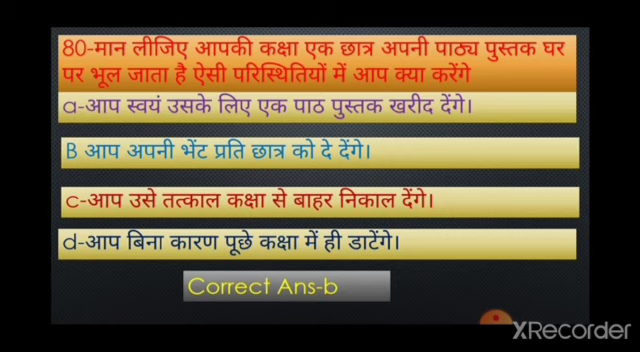 80-मान लीजिए आपकी कक्षा एक छात्र अपनी पाठ्य पुस्तक घर
पर भूल जाता है ऐसी परिस्थितियों में आप क्या करेंगे
a-आप स्वयं उसके लिए एक पाठ पुस्तक खरीद देंगे।
B आप अपनी भेंट प्रति छात्र को दे देंगे।
c-आप उसे तत्काल कक्षा से बाहर निकाल देंगे।
d-आप बिना कारण पूछे कक्षा में ही डाटेंगे।
Correct Ans-b
XRecorder